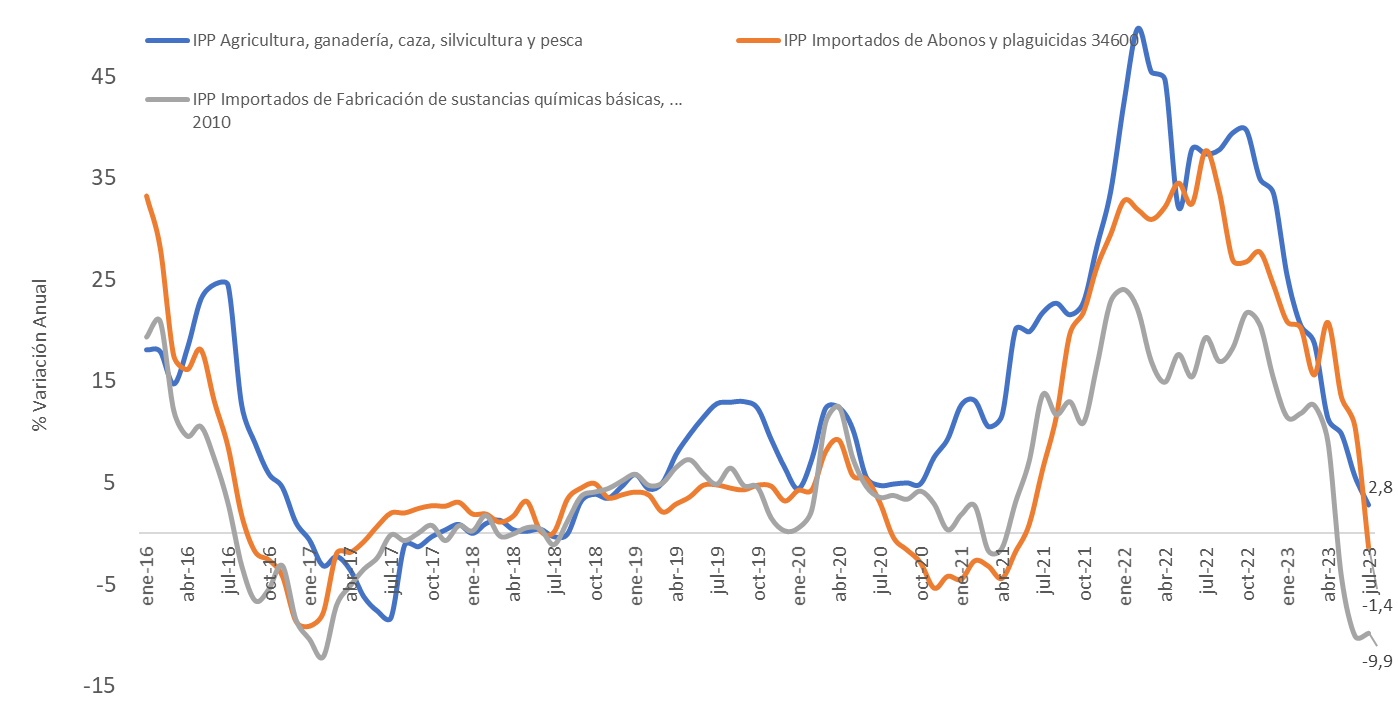 IPP Agricultura, ganadería, caza, silvicultura y pesca
IPP Importados de Abonos y plaguicidas 34600
IPP Importados de Fabricación de sustancias químicas básicas, ...
2010
% Variación Anual
45
35
25
15
5
-5
-15
ene-16
abr-16
jul-16
oct-16
ene-17
abr-17
jul-17
oct-17
ene-18
abr-18
jul-18
oct-18
ene-19
abr-19
jul-19
oct-19
ene-20
abr-20
jul-20
oct-20
ene-21
abr-21
jul-21
oct-21
ene-22
abr-22
jul-22
oct-22
ene-23
abr-23
jul-23
2,8
-1,4
-9,9